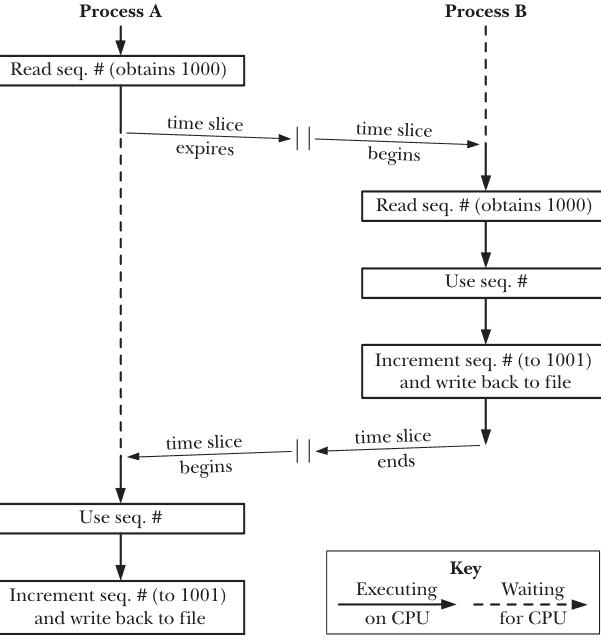 Process A
Process B
Read seq. # (obtains 1000)
time slice
expires
time slice
begins
Read seq. # (obtains 1000)
Use seq. #
Increment seq. # (to 1001)
and write back to file
time slice
begins
time slice
ends
Use seq. #
Increment seq. # (to 1001)
and write back to file
Key
Executing
on CPU
Waiting
for CPU